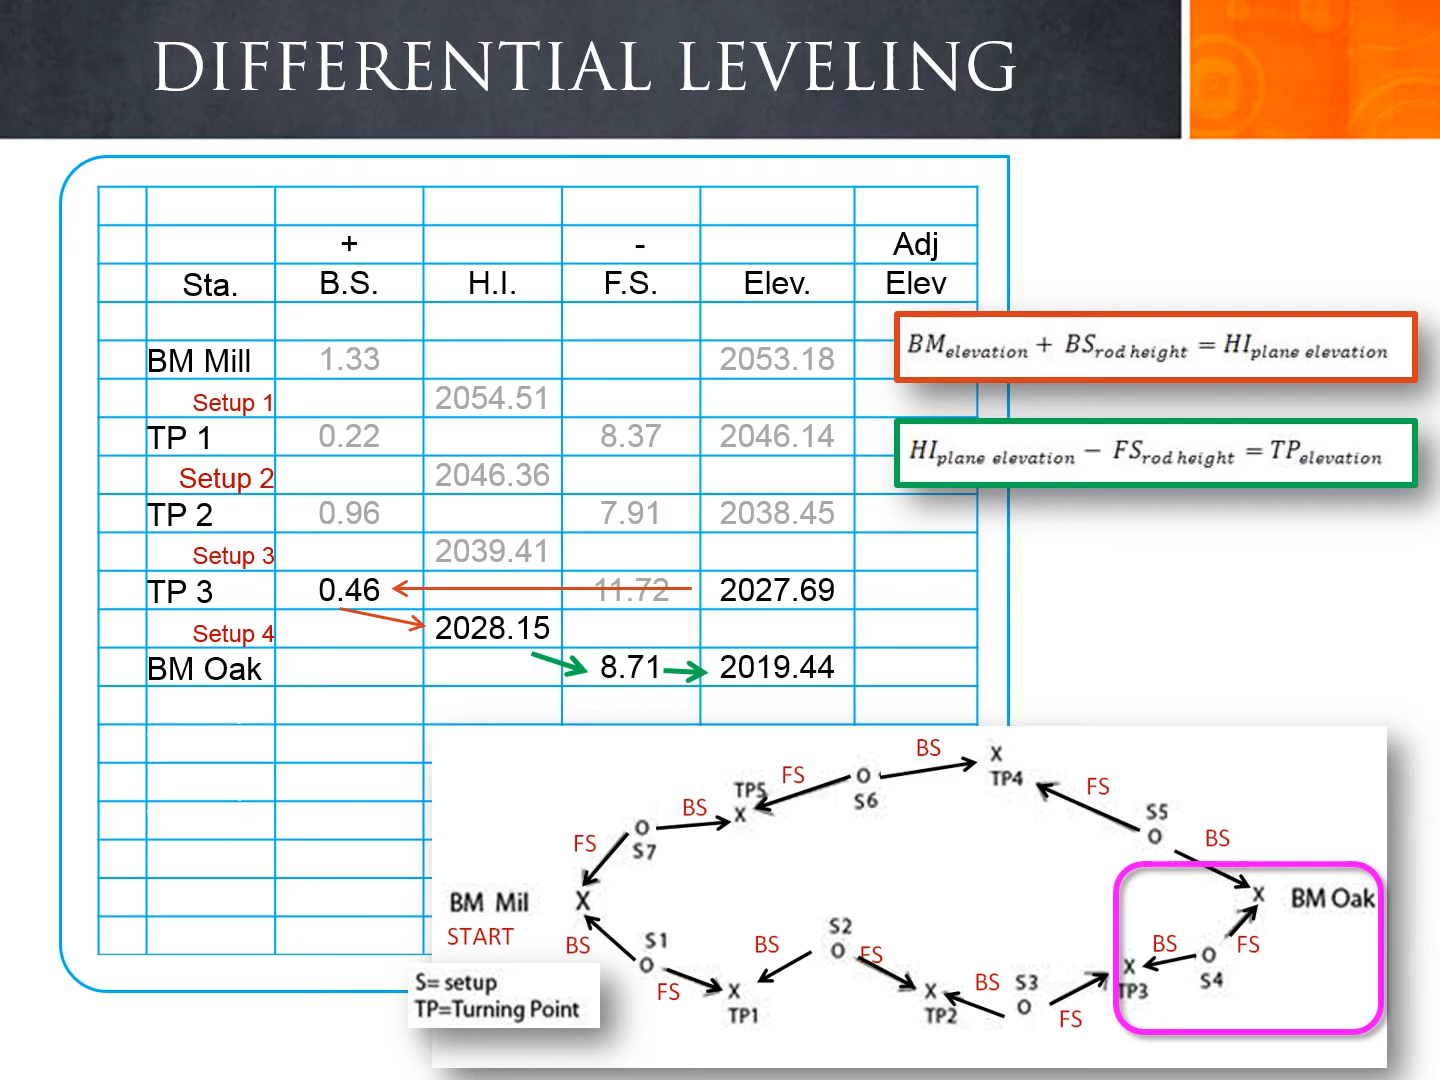 DIFFERENTIAL LEVELING
+ - Adj
Sta. B.S. H.I. F.S. Elev. Elev
BM Mill 1.33 2053.18
Setup 1 2054.51
TP 1 0.22 8.37 2046.14
Setup 2 2046.36
TP 2 0.96 7.91 2038.45
Setup 3 2039.41
TP 3 0.46 11.72 2027.69
Setup 4 2028.15
BM Oak 8.71 2019.44
BMelevation + BSrod height = HIplane elevation
HIplane elevation − FSrod height = TPelevation
BS X
FS O TP4
TP5 S6 FS
BS X S5
O O BS
FS S7
BM Mil X X BM Oak
START S2
BS S1 BS O FS BS O FS
O X S4
FS X X BS S3 TP3
TP1 TP2 O
FS
S= setup
TP=Turning Point